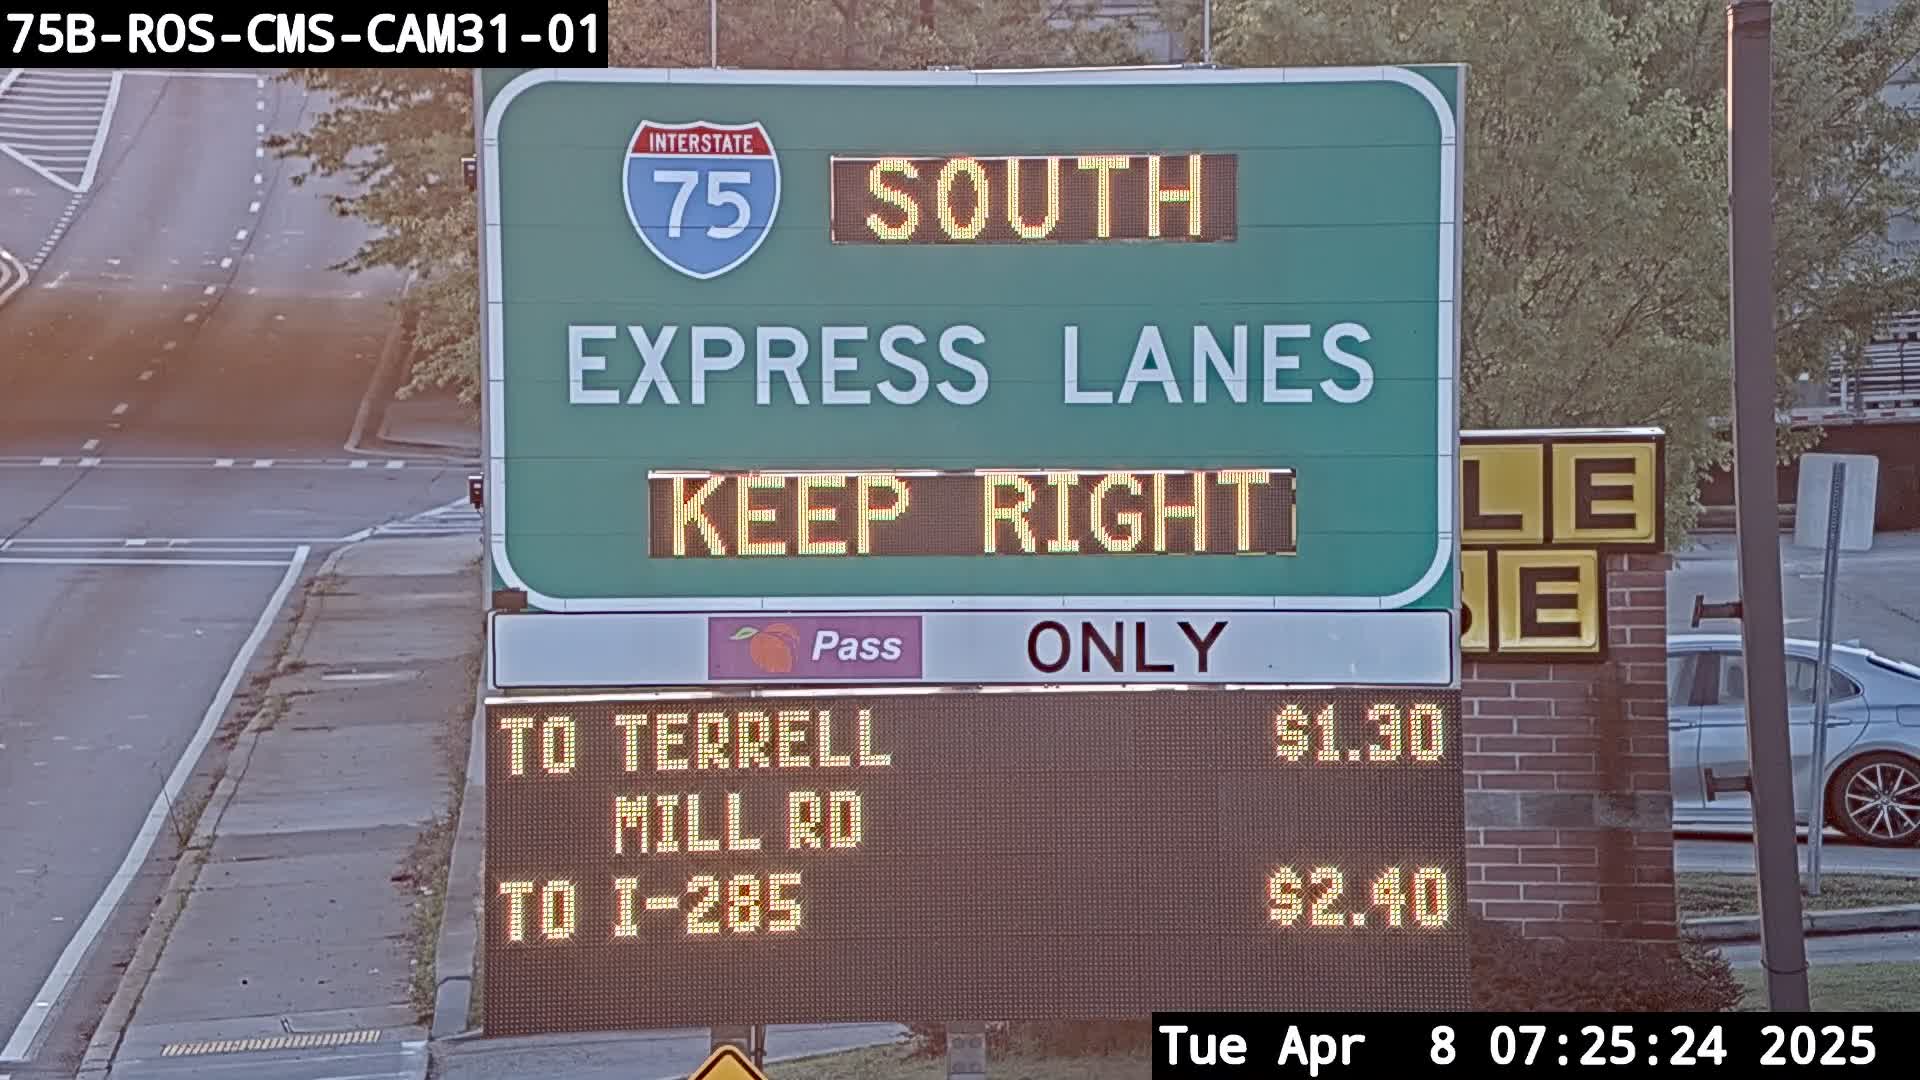 75B-ROS-CMS-CAM31-01
INTERSTATE
75
SOUTH
EXPRESS LANES
KEEP RIGHT
LE
E
Pass ONLY
TO TERRELL $1.30
MILL RD
TO I-285 $2.40
Tue Apr 8 07:25:24 2025